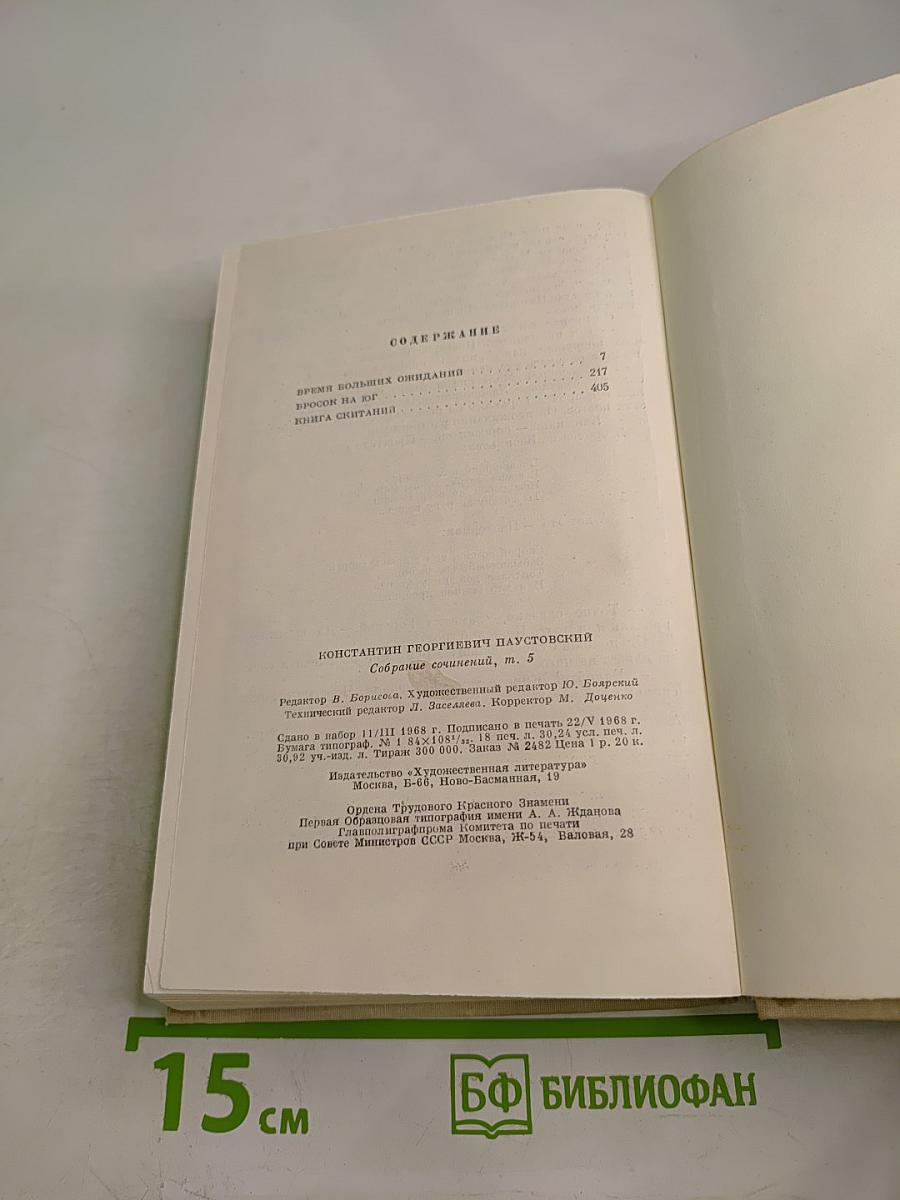 СОДЕРЖАНИЕ
ВРЕМЯ БОЛЬШИХ ОЖИДАНИЙ . . . . . . . . . . . 7
БРОСОК НА ЮГ . . . . . . . . . . . . . . . . . . 217
КНИГА СКИТАНИЙ . . . . . . . . . . . . . . . . . 405
КОНСТАНТИН ГЕОРГИЕВИЧ ПАУСТОВСКИЙ
Собрание сочинений, т. 5
Редактор В. Борисова. Художественный редактор Ю. Боярский
Технический редактор Л. Заселяева. Корректор М. Доценко
Сдано в набор 11/III 1968 г. Подписано в печать 22/V 1968 г.
Бумага типограф. № 1 84×108¹/₃₂. 18 печ. л. 30,24 усл. печ. л.
30,92 уч.-изд. л. Тираж 300 000. Заказ № 2482 Цена 1 р. 20 к.
Издательство «Художественная литература»
Москва, Б-66, Ново-Басманная, 19
Ордена Трудового Красного Знамени
Первая Образцовая типография имени А. А. Жданова
Главполиграфпрома Комитета по печати
при Совете Министров СССР Москва, Ж-54, Валовая, 28
15 см
БФ БИБЛИОФАН